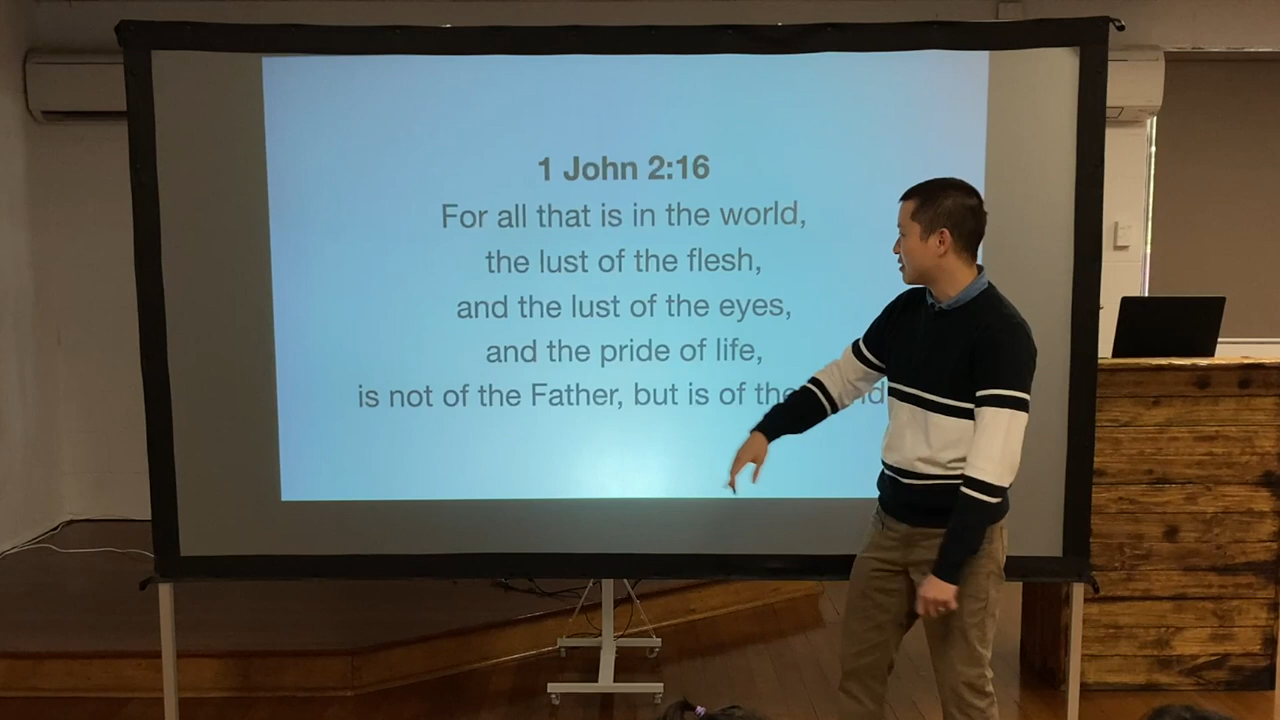 1 John 2:16
For all that is in the world,
the lust of the flesh,
and the lust of the eyes,
and the pride of life,
is not of the Father, but is of the